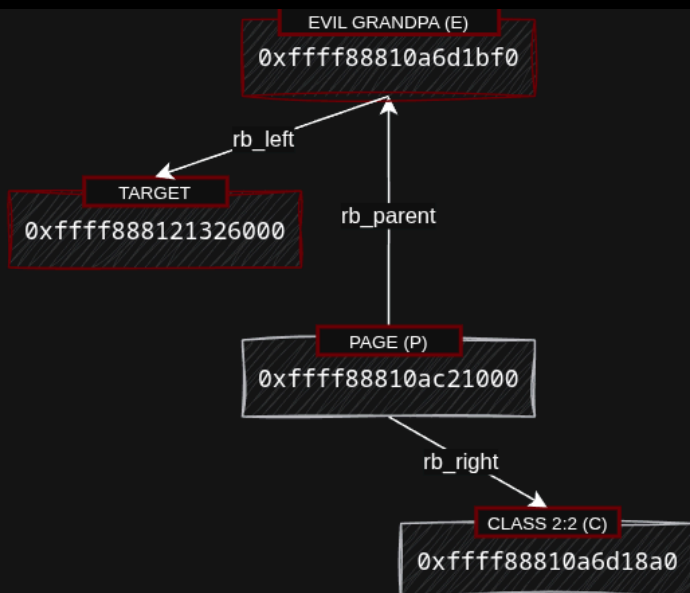 EVIL GRANDPA (E)
0xffff88810a6d1bf0
rb_left
TARGET
0xffff888121326000
rb_parent
PAGE (P)
0xffff88810ac21000
rb_right
CLASS 2:2 (C)
0xffff88810a6d18a0